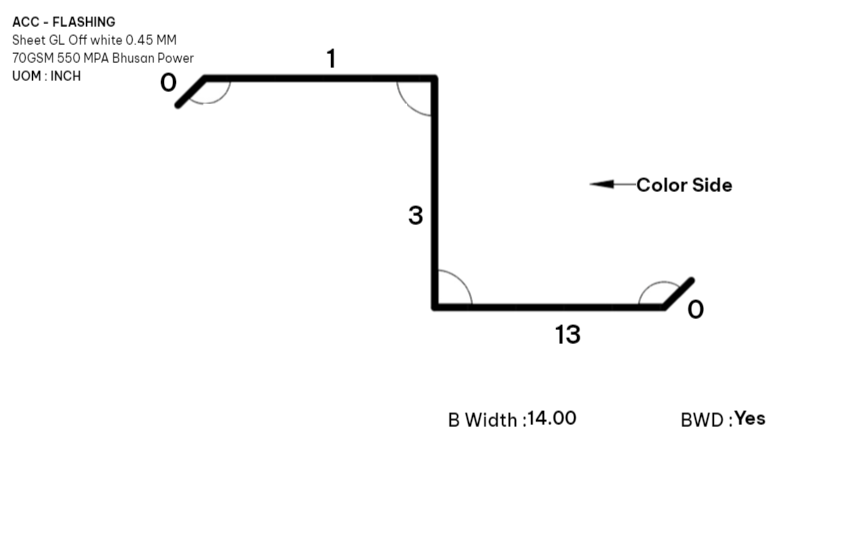 ACC - FLASHING
Sheet GL Off white 0.45 MM
70GSM 550 MPA Bhusan Power
UOM : INCH
0
1
3
Color Side
0
13
B Width :14.00
BWD :Yes